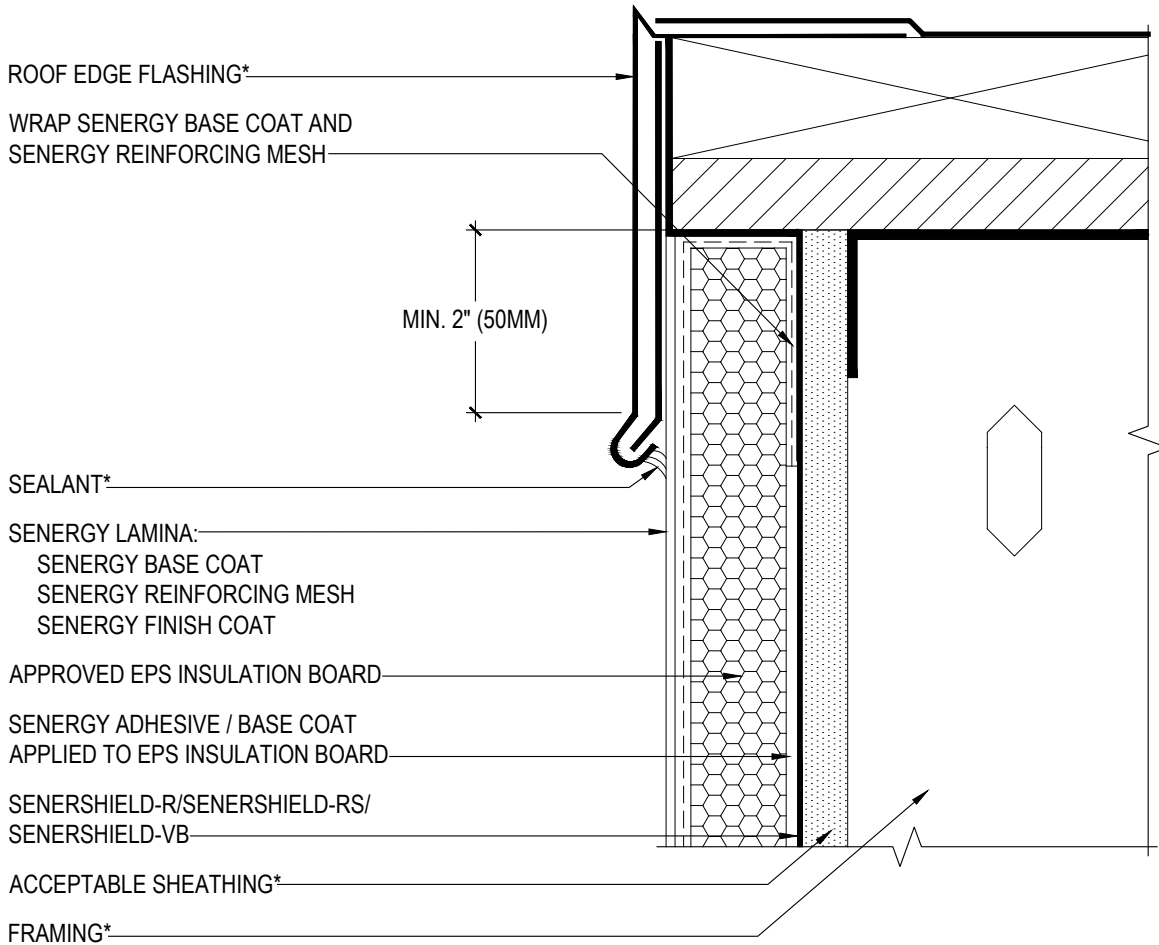 ROOF EDGE FLASHING*
WRAP SENERGY BASE COAT AND
SENERGY REINFORCING MESH
MIN. 2" (50MM)
SEALANT*
SENERGY LAMINA:
SENERGY BASE COAT
SENERGY REINFORCING MESH
SENERGY FINISH COAT
APPROVED EPS INSULATION BOARD
SENERGY ADHESIVE / BASE COAT
APPLIED TO EPS INSULATION BOARD
SENERSHIELD-R/SENERSHIELD-RS/
SENERSHIELD-VB
ACCEPTABLE SHEATHING*
FRAMING*